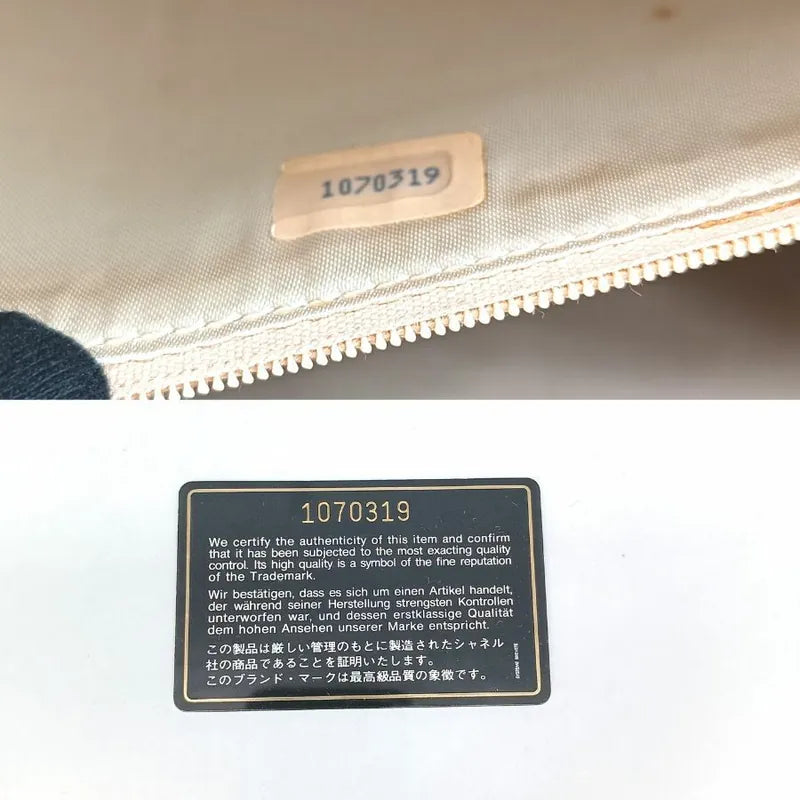 1070319
1070319
We certify the authenticity of this item and confirm
that it has been subjected to the most exacting quality
control. Its high quality is a symbol of the fine reputation
of the Trademark.
Wir bestätigen, dass es sich um einen Artikel handelt,
der während seiner Herstellung strengsten Kontrollen
unterworfen war, und dessen erstklassige Qualität
dem hohen Ansehen unserer Marke entspricht.
この製品は厳しい管理のもとに製造されたシャネル
社の商品であることを証明いたします。
このブランド・マークは最高級品質の象徴です。